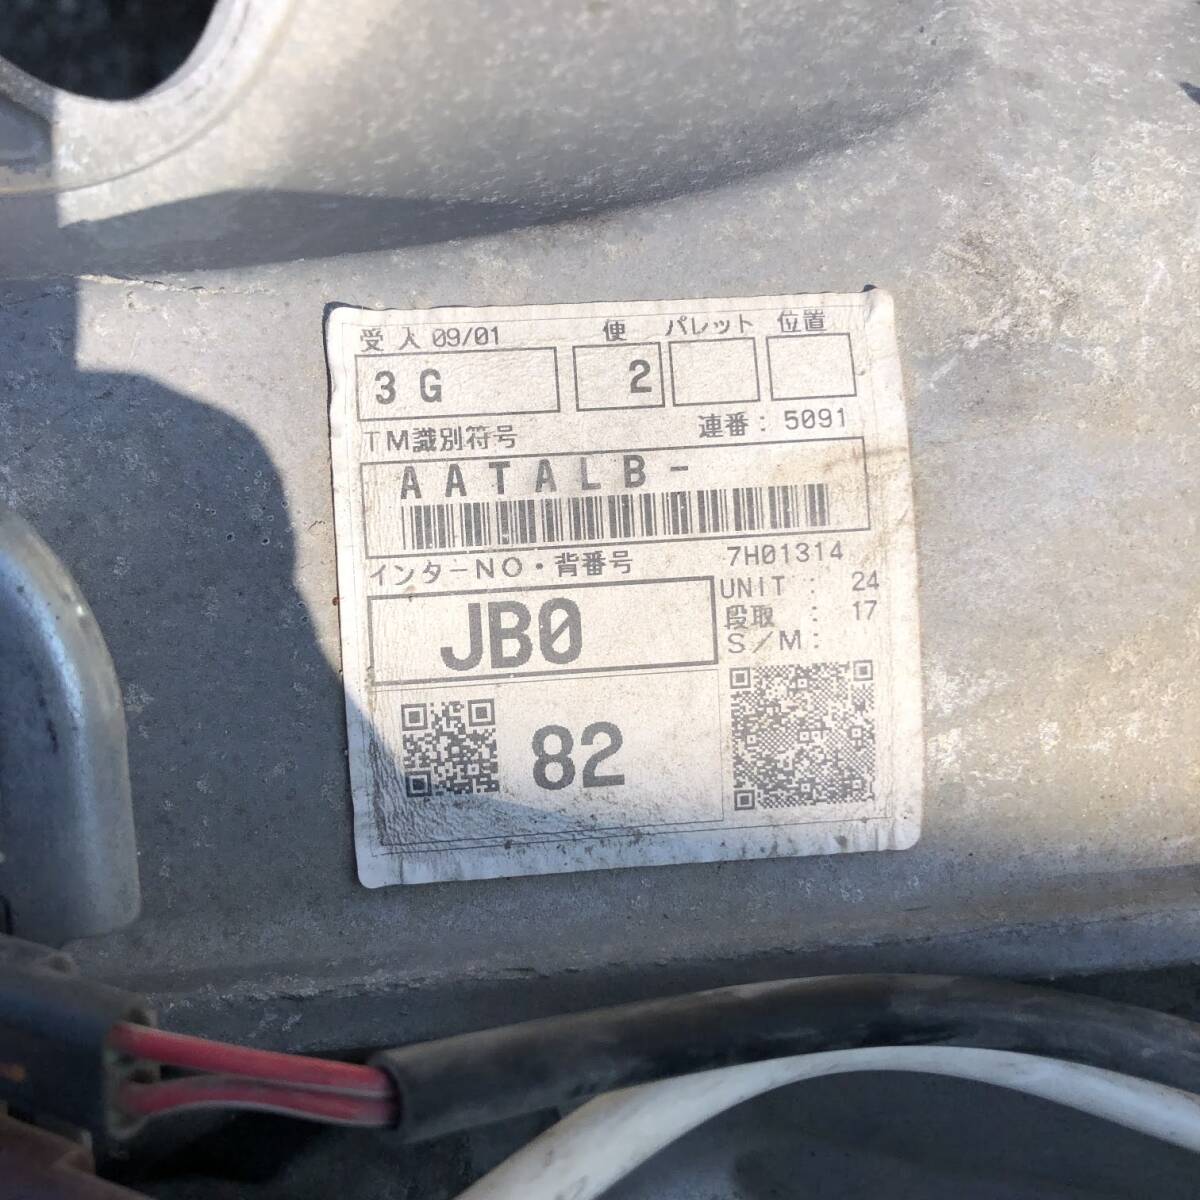 受入 09/01 便 パレット 位置
3G 2
TM識別符号 連番: 5091
AATALB-
インターNO・背番号 7H01314
UNIT : 24
JB0 段取 : 17
S/M:
82